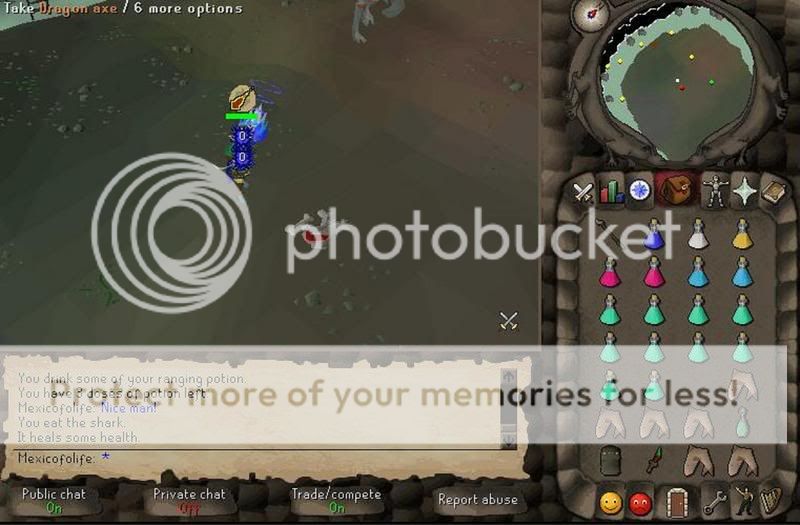 Take Dragon axe / 6 more options
0
0
photobucket
You drink some of your ranging potion.
You have 3 doses of potion left.
Protect more of your memories for less!
Mexicofolife: Nice man!
You eat the shark.
It heals some health.
Mexicofolife: *
Public chat
On
Private chat
Off
Trade/compete
On
Report abuse